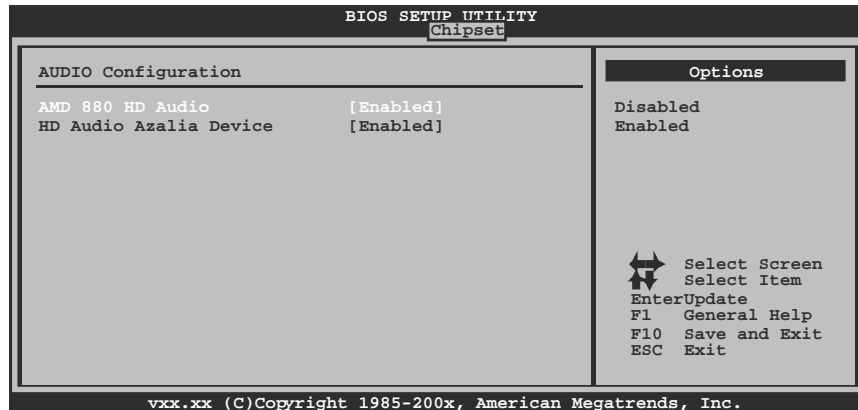 BIOS SETUP UTILITY
Chipset
AUDIO Configuration
AMD 880 HD Audio [Enabled]
HD Audio Azalia Device [Enabled]
Options
Disabled
Enabled
Select Screen
Select Item
EnterUpdate
F1 General Help
F10 Save and Exit
ESC Exit
vxx.xx (C)Copyright 1985-200x, American Megatrends, Inc.